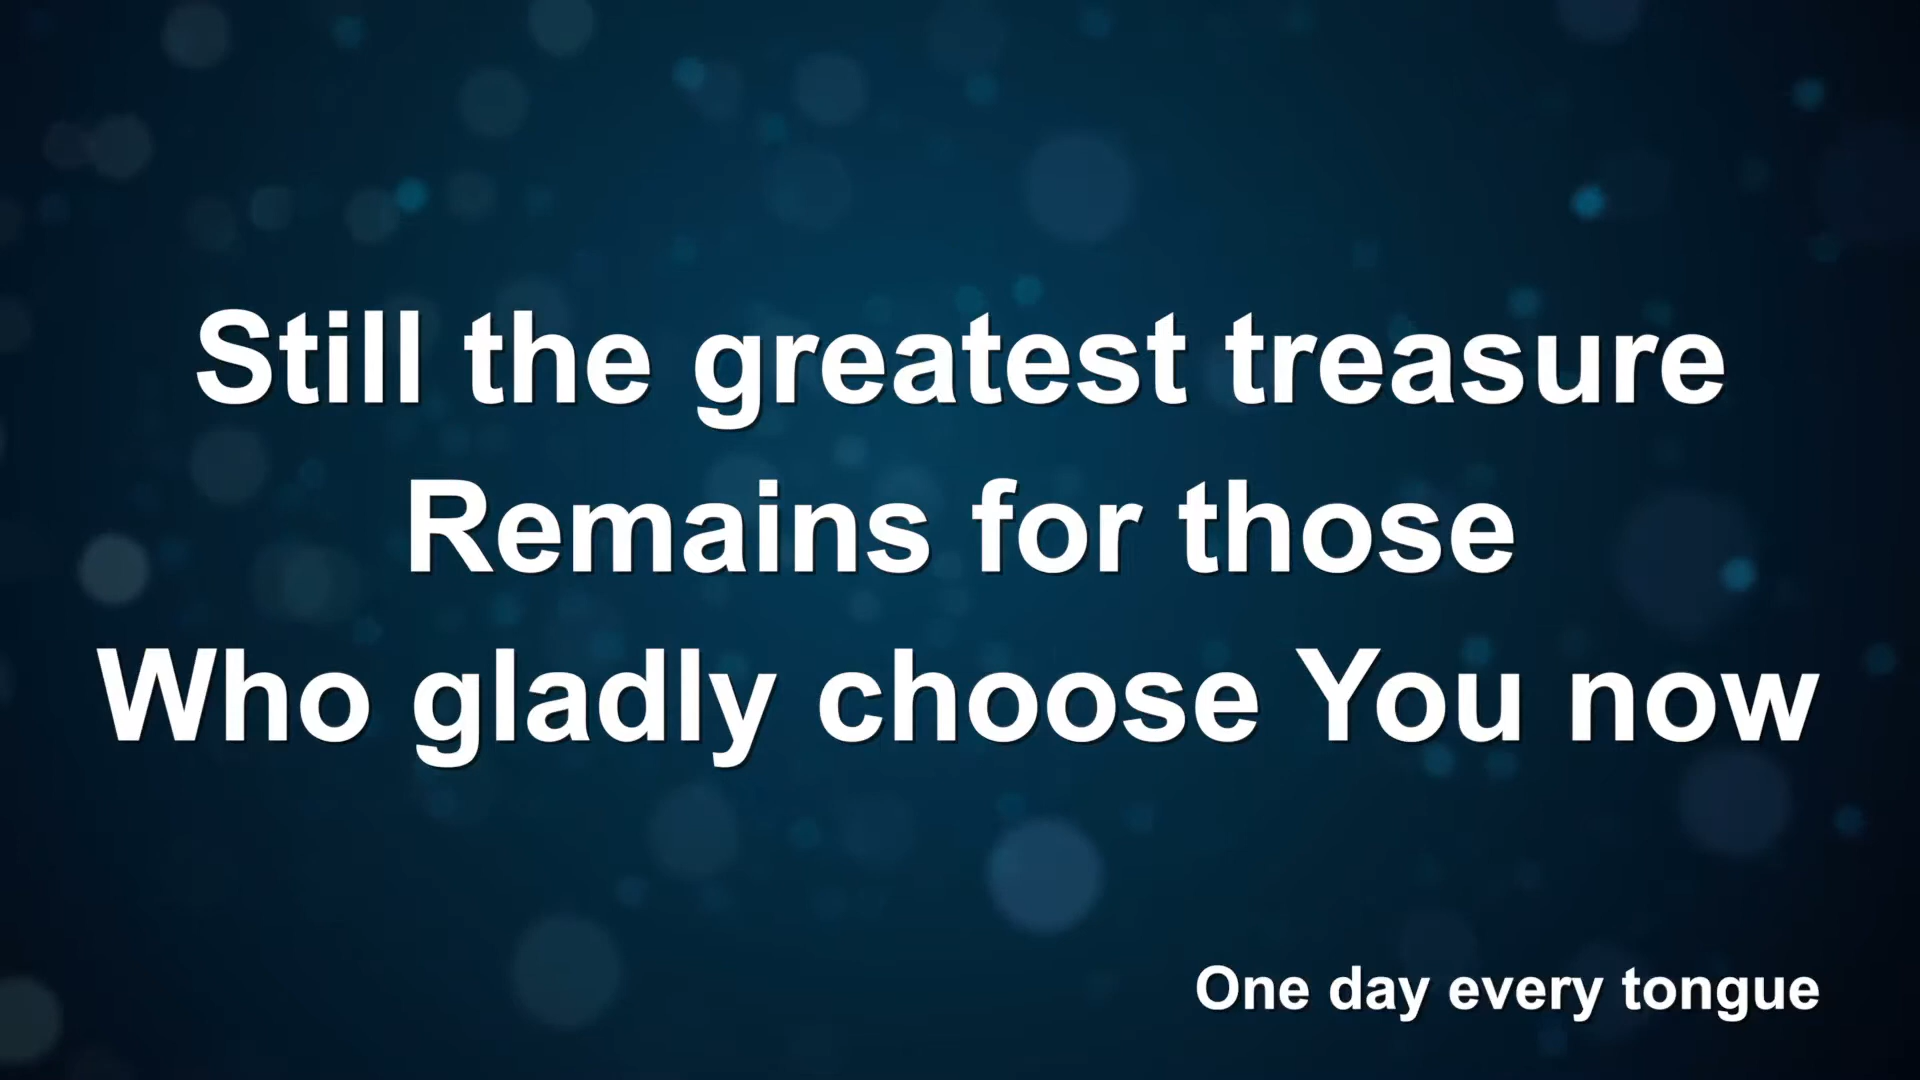 Still the greatest treasure
Remains for those
Who gladly choose You now
One day every tongue